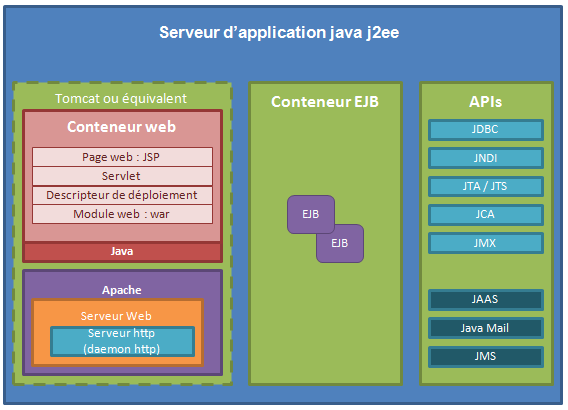 Serveur d'application java j2ee
Tomcat ou équivalent
Conteneur web
Page web : JSP
Servlet
Descripteur de déploiement
Module web : war
Java
Apache
Serveur Web
Serveur http
(daemon http)
Conteneur EJB
EJB
EJB
APIs
JDBC
JNDI
JTA / JTS
JCA
JMX
JAAS
Java Mail
JMS